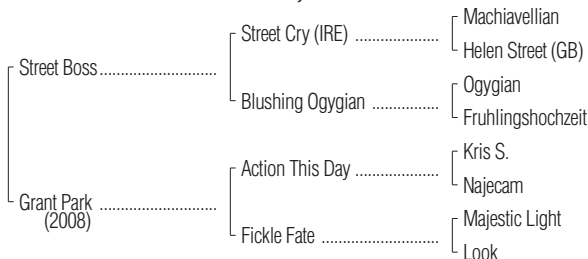 Machiavellian
Street Cry (IRE) ..................
Helen Street (GB)
Street Boss.........................
Ogygian
Blushing Ogygian ..............
Fruhlingshochzeit
Kris S.
Action This Day ..................
Najecam
Grant Park .........................
(2008)
Majestic Light
Fickle Fate .........................
Look